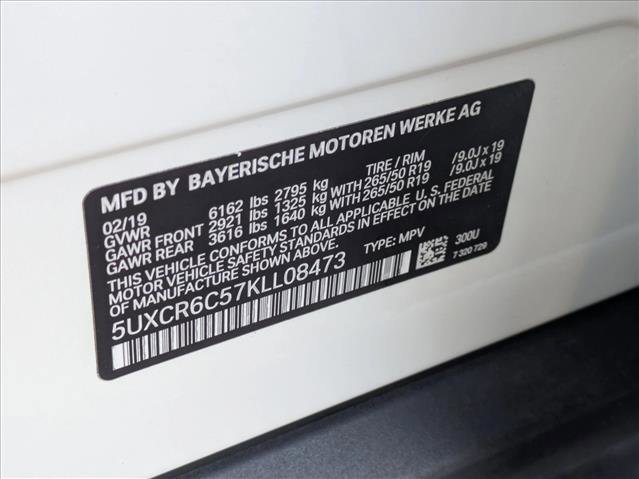 MFD BY BAYERISCHE MOTOREN WERKE AG
02/19 TIRE / RIM
GVWR 6162 lbs 2795 kg
GAWR FRONT 2921 lbs 1325 kg WITH 265/50 R19 /9.0J x 19
GAWR REAR 3616 lbs 1640 kg WITH 265/50 R19 /9.0J x 19
THIS VEHICLE CONFORMS TO ALL APPLICABLE U.S. FEDERAL
MOTOR VEHICLE SAFETY STANDARDS IN EFFECT ON THE DATE
OF MANUFACTURE SHOWN ABOVE.
TYPE: MPV 300U
5UXCR6C57KLL08473 7 320 729